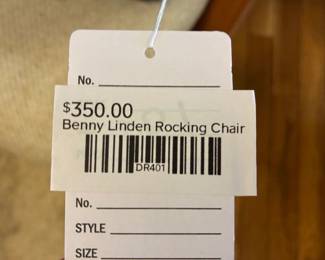 No.
$350.00
Benny Linden Rocking Chair
DR401
No.
STYLE
SIZE